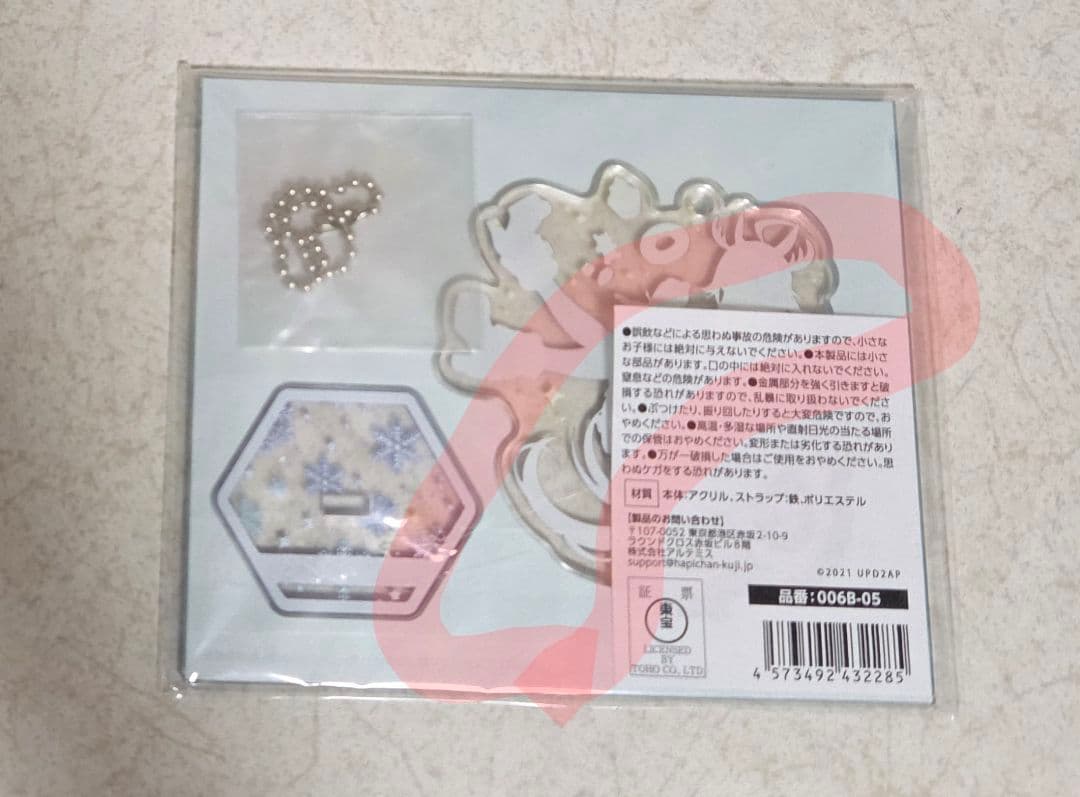 ●誤飲などによる思わぬ事故の危険がありますので、小さな
お子様には絶対に与えないでください。●本製品には小さ
な部品があります。口の中には絶対に入れないでください。
窒息などの危険があります。●金属部分を強く引きますと破
損する恐れがありますので、乱暴に取り扱わないでくださ
い。●ぶつけたり、振り回したりすると大変危険ですので、お
やめください。●高温・多湿な場所や直射日光の当たる場所
での保管はおやめください。変形または劣化する恐れがあり
ます。●万が一破損した場合はご使用をおやめください。思
わぬケガをする恐れがあります。
材質 本体:アクリル、ストラップ:鉄、ポリエステル
【製品のお問い合わせ】
〒107-0052 東京都港区赤坂2-10-9
ラウンドクロス赤坂ビル8階
株式会社アルテミス
support@hapichan-kuji.jp
©2021 UPD2AP
証 票
東宝
LICENSED
BY
TOHO CO., LTD
品番:006B-05
4 573492 432285